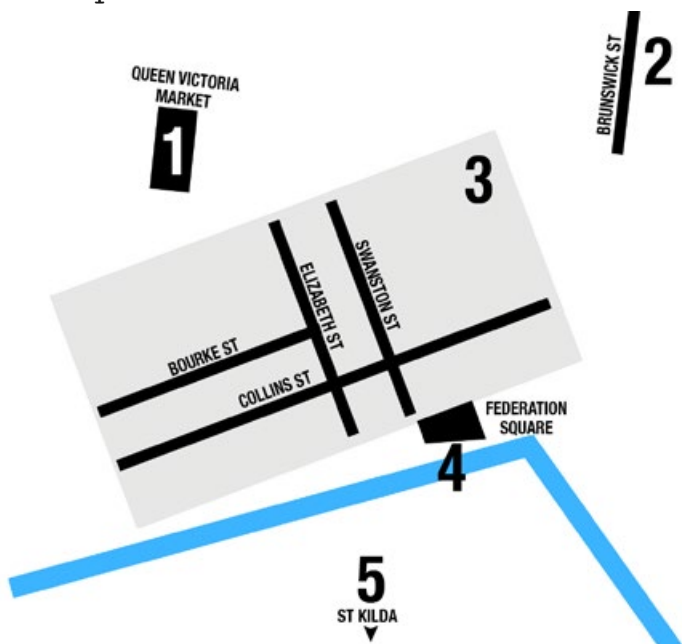 QUEEN VICTORIA
MARKET
1
BRUNSWICK ST
2
3
ELIZABETH ST
SWANSTON ST
BOURKE ST
COLLINS ST
FEDERATION
SQUARE
4
5
ST KILDA